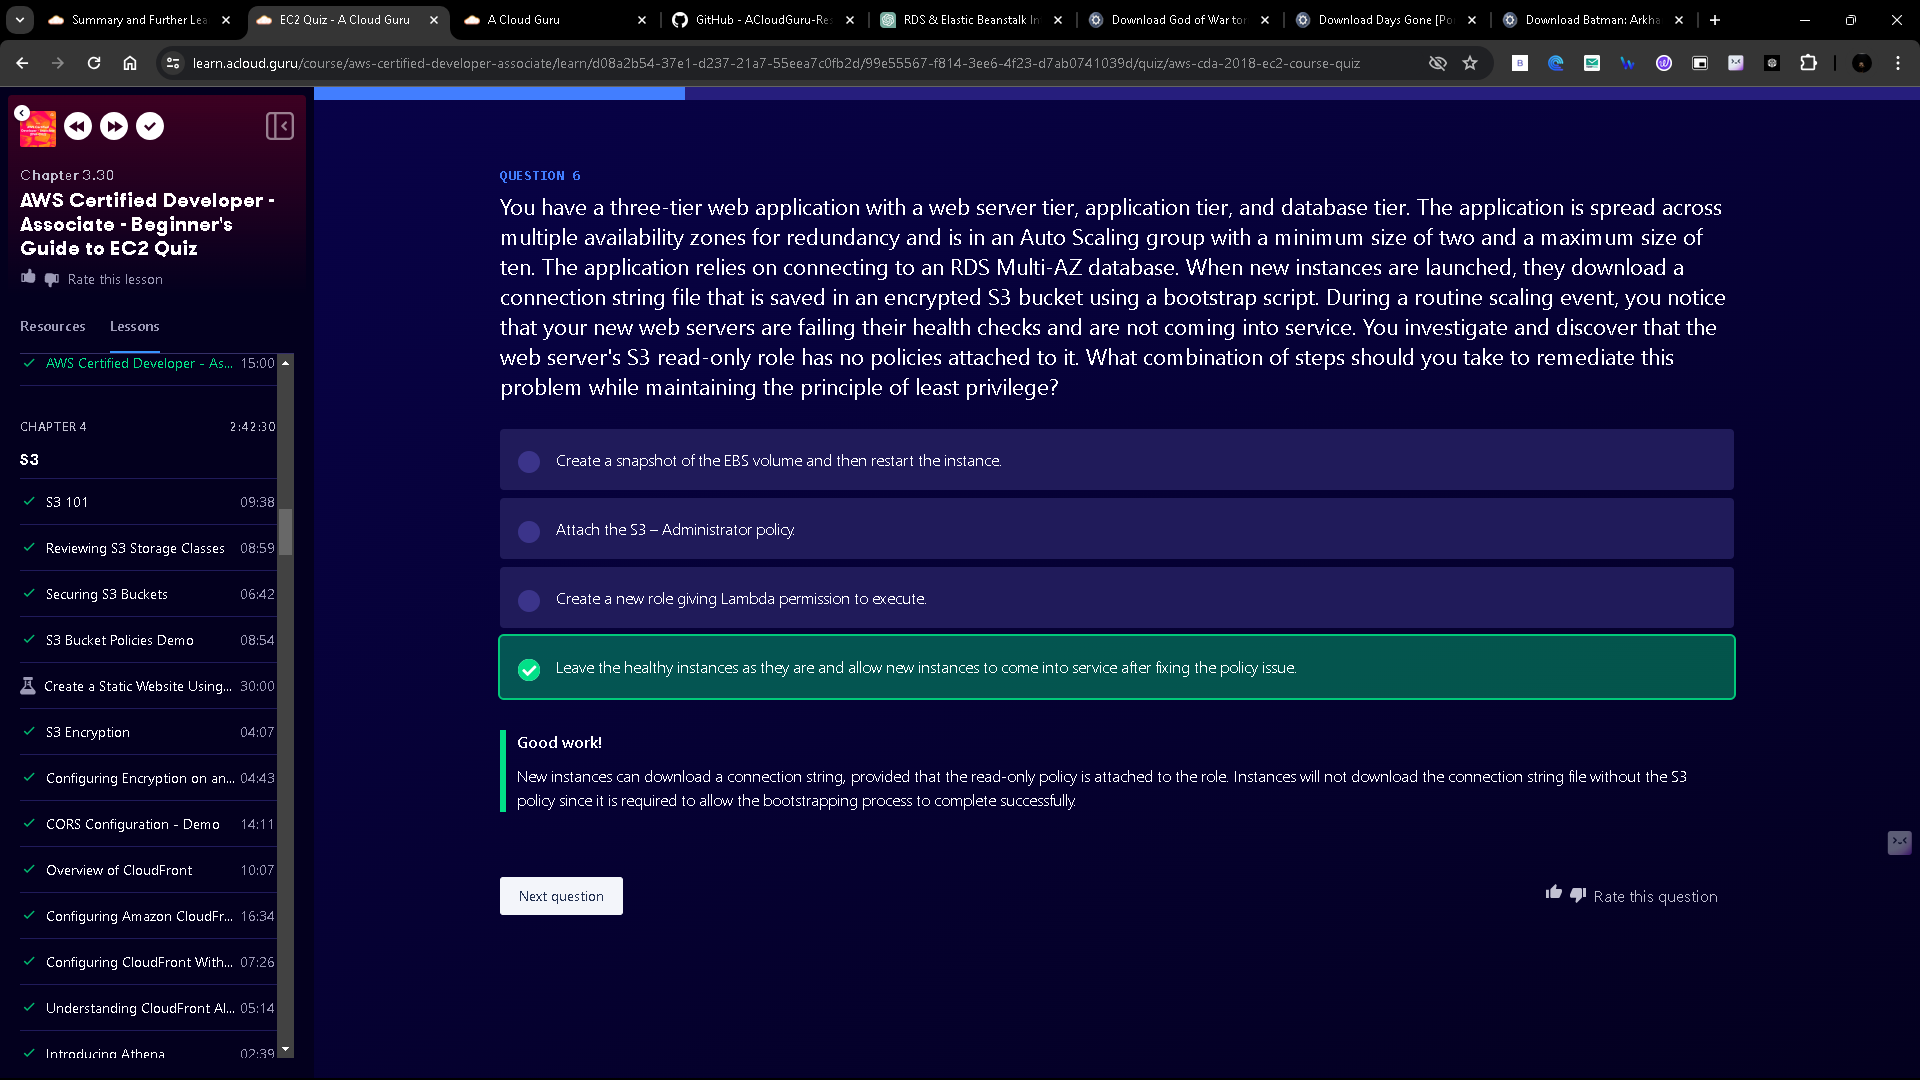 Summary and Further Lea
EC2 Quiz - A Cloud Guru
A Cloud Guru
GitHub - ACloudGuru-Res
RDS & Elastic Beanstalk In
Download God of War tor
Download Days Gone [Po
Download Batman: Arkha
learn.acloud.guru/course/aws-certified-developer-associate/learn/d08a2b54-37e1-d237-21a7-55eea7c0fb2d/99e55567-f814-3ee6-4f23-d7ab0741039d/quiz/aws-cda-2018-ec2-course-quiz
Chapter 3.30
AWS Certified Developer -
Associate - Beginner's
Guide to EC2 Quiz
Rate this lesson
Resources Lessons
AWS Certified Developer - As... 15:00
CHAPTER 4 2:42:30
S3
S3 101 09:38
Reviewing S3 Storage Classes 08:59
Securing S3 Buckets 06:42
S3 Bucket Policies Demo 08:54
Create a Static Website Using... 30:00
S3 Encryption 04:07
Configuring Encryption on an... 04:43
CORS Configuration - Demo 14:11
Overview of CloudFront 10:07
Configuring Amazon CloudFr... 16:34
Configuring CloudFront With... 07:26
Understanding CloudFront Al... 05:14
Introducing Athena 02:39
QUESTION 6
You have a three-tier web application with a web server tier, application tier, and database tier. The application is spread across
multiple availability zones for redundancy and is in an Auto Scaling group with a minimum size of two and a maximum size of
ten. The application relies on connecting to an RDS Multi-AZ database. When new instances are launched, they download a
connection string file that is saved in an encrypted S3 bucket using a bootstrap script. During a routine scaling event, you notice
that your new web servers are failing their health checks and are not coming into service. You investigate and discover that the
web server's S3 read-only role has no policies attached to it. What combination of steps should you take to remediate this
problem while maintaining the principle of least privilege?
Create a snapshot of the EBS volume and then restart the instance.
Attach the S3 – Administrator policy.
Create a new role giving Lambda permission to execute.
Leave the healthy instances as they are and allow new instances to come into service after fixing the policy issue.
Good work!
New instances can download a connection string, provided that the read-only policy is attached to the role. Instances will not download the connection string file without the S3
policy since it is required to allow the bootstrapping process to complete successfully.
Next question
Rate this question